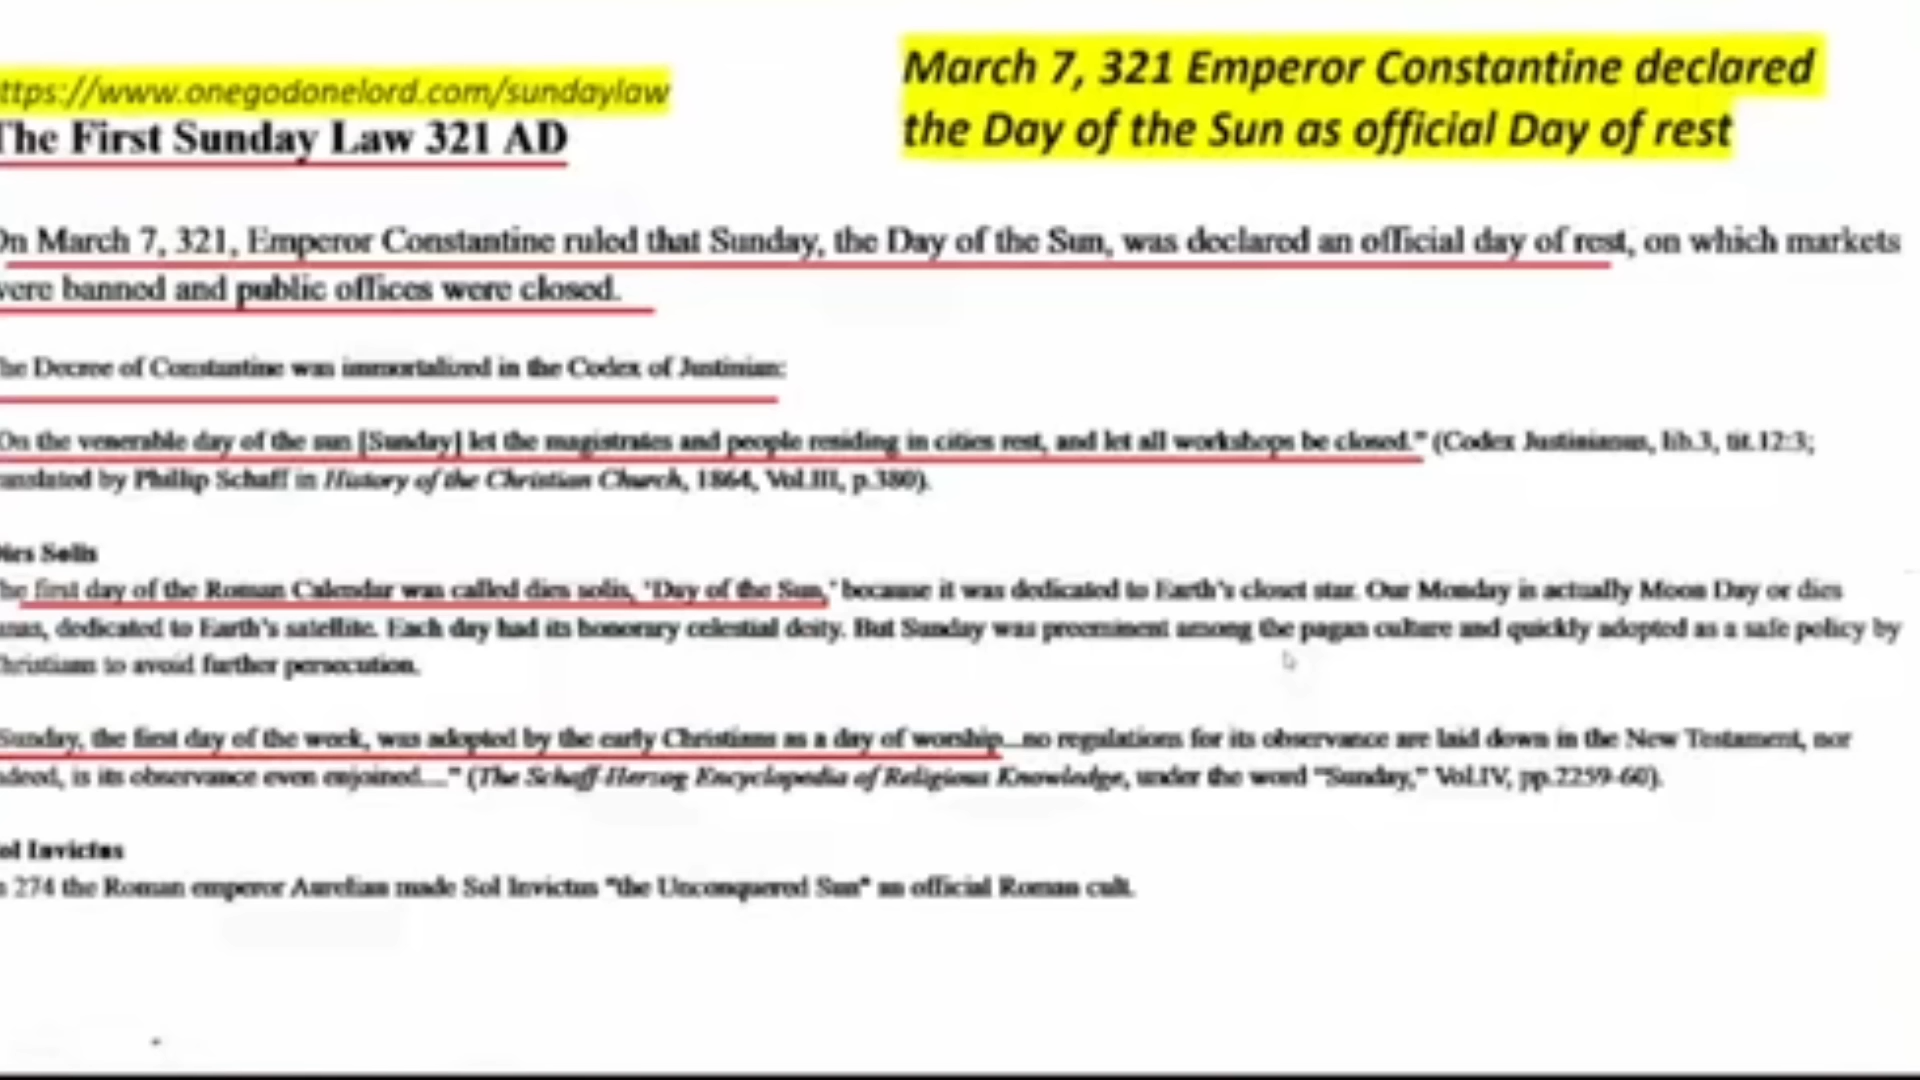 ttps://www.onegodonelord.com/sundaylaw
March 7, 321 Emperor Constantine declared
the Day of the Sun as official Day of rest
The First Sunday Law 321 AD
On March 7, 321, Emperor Constantine ruled that Sunday, the Day of the Sun, was declared an official day of rest, on which markets
were banned and public offices were closed.
he Decree of Constantine was immortalized in the Codex of Justinian:
On the venerable day of the sun [Sunday] let the magistrates and people residing in cities rest, and let all workshops be closed." (Codex Justinianus, lib.3, tit.12:3;
anslated by Phillip Schaff in History of the Christian Church, 1864, Vol.III, p.380).
Dies Solis
he first day of the Roman Calendar was called dies solis, 'Day of the Sun,' because it was dedicated to Earth's closet star. Our Monday is actually Moon Day or dies
unas, dedicated to Earth's satellite. Each day had its honorary celestial deity. But Sunday was preeminent among the pagan culture and quickly adopted as a safe policy by
hristians to avoid further persecution.
Sunday, the first day of the week, was adopted by the early Christians as a day of worship...no regulations for its observance are laid down in the New Testament, nor
ndeed, is its observance even enjoined...." (The Schaff-Herzog Encyclopedia of Religious Knowledge, under the word "Sunday," Vol.IV, pp.2259-60).
ol Invictus
n 274 the Roman emperor Aurelian made Sol Invictus "the Unconquered Sun" an official Roman cult.